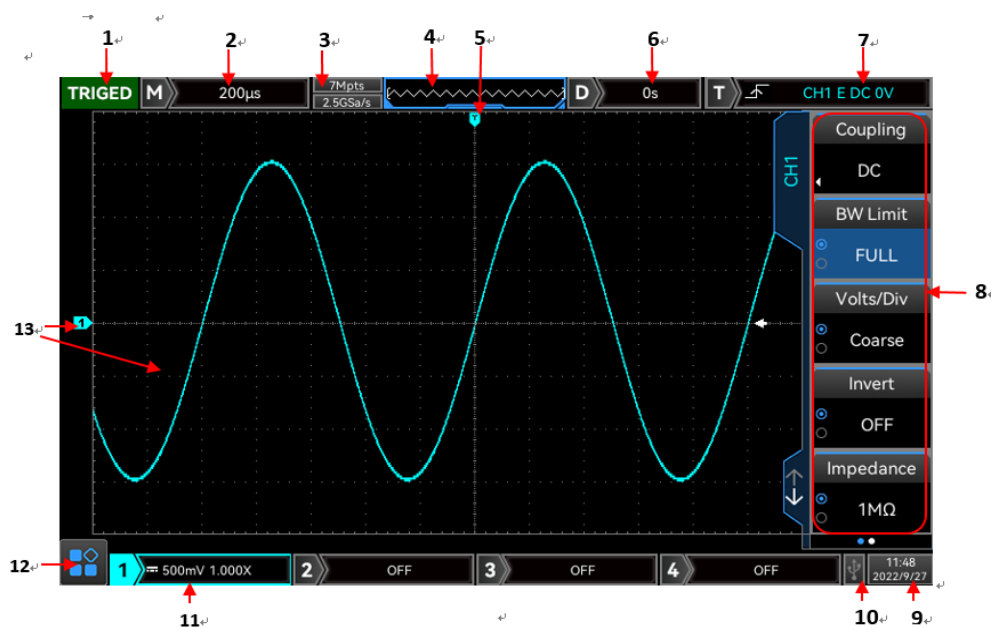 1 2 3 4 5 6 7
TRIGED M 200μs 7Mpts D 0s T CH1 E DC 0V
2.5GSa/s
T
Coupling
CH1
DC
BW Limit
FULL
Volts/Div
8
Coarse
1
13
Invert
OFF
Impedance
1MΩ
12
1 500mV 1.000X 2 OFF 3 OFF 4 OFF 11:48
2022/9/27
11 10 9